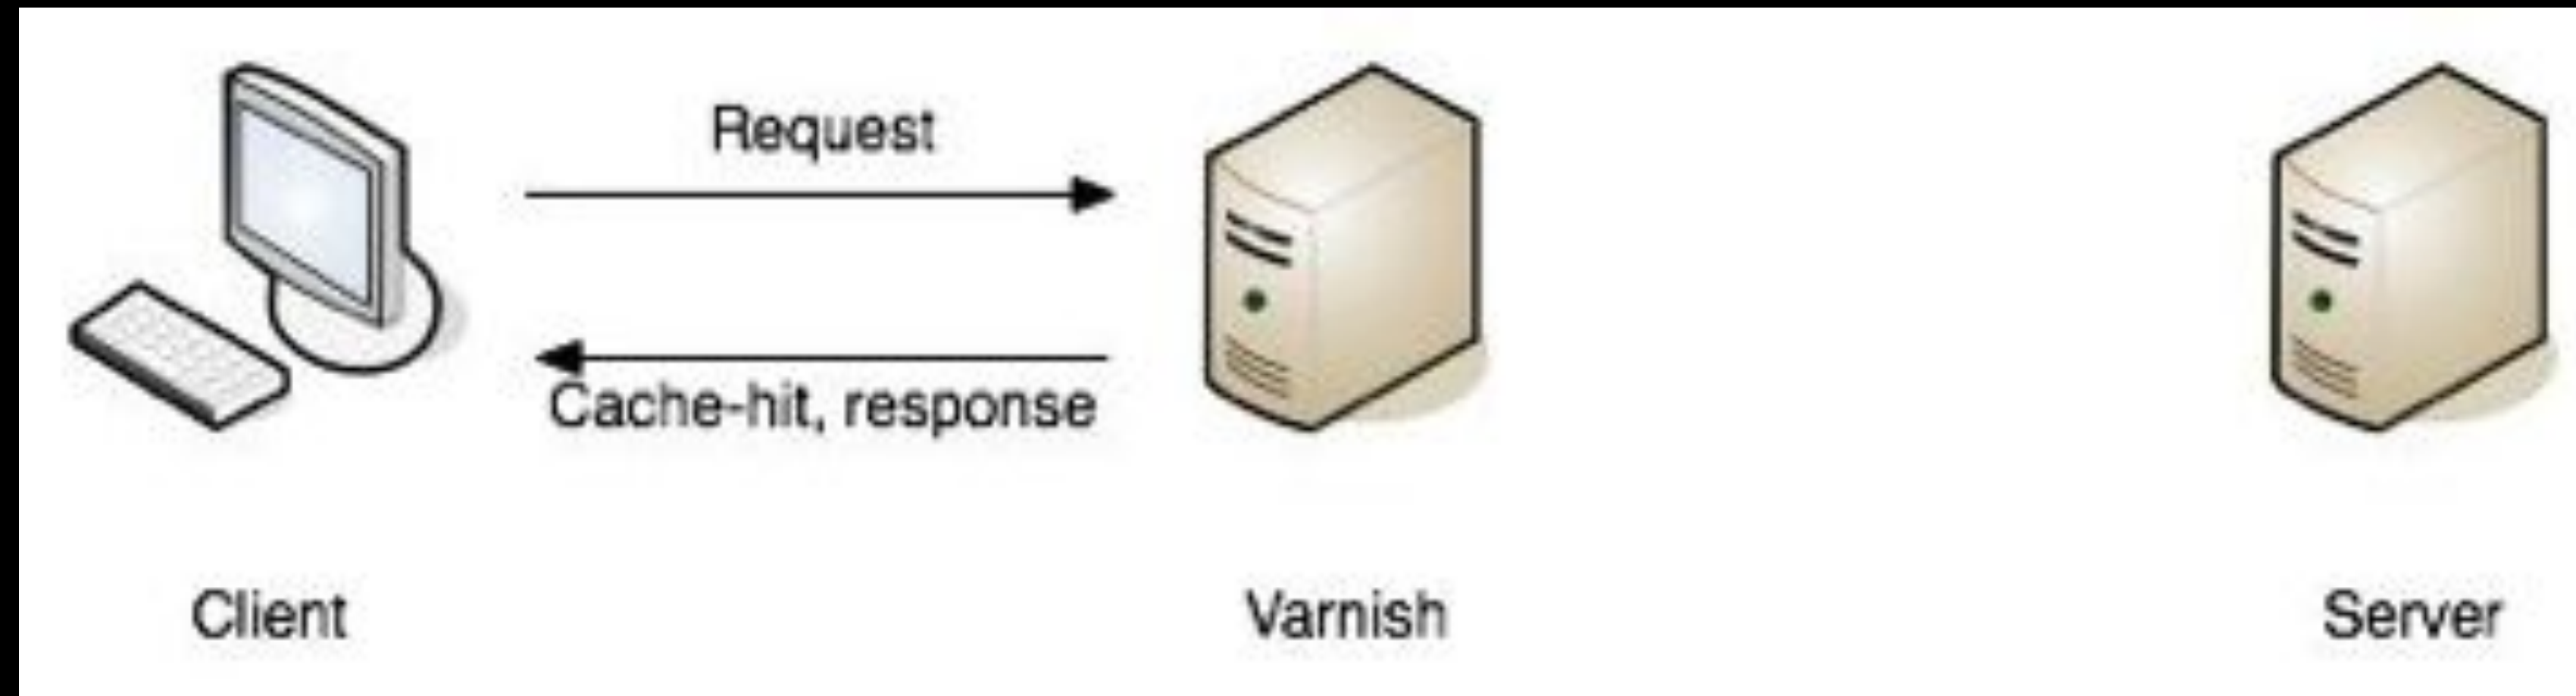 Request
Cache-hit, response
Client
Varnish
Server